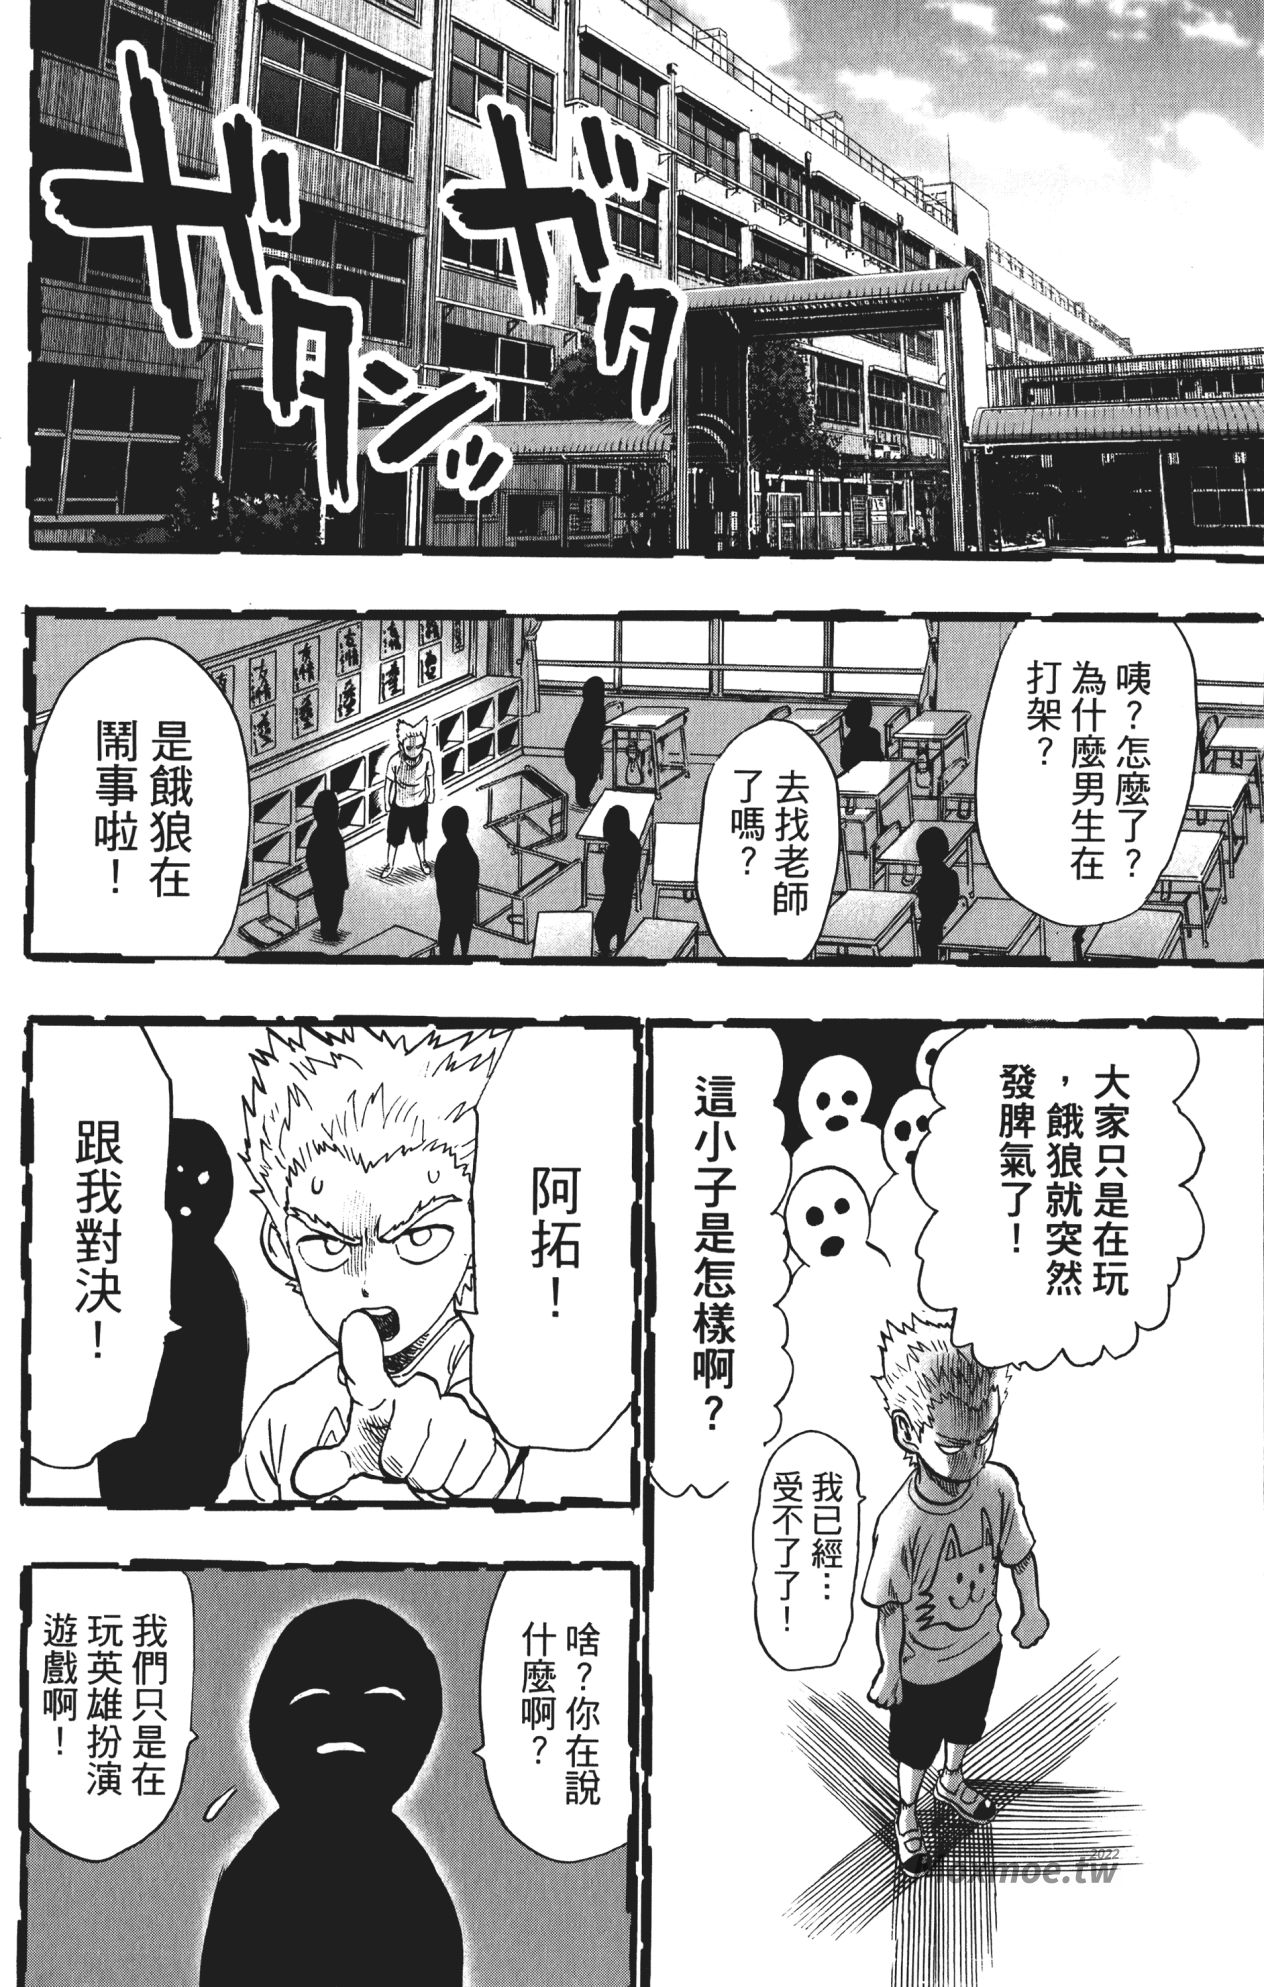 ガタ
ガタンッ
咦？怎麼了？
為什麼男生在
打架？
去找老師
了嗎？
是餓狼在
鬧事啦！
大家只是在玩
，餓狼就突然
發脾氣了！
這小子是怎樣啊？
我已經…
受不了了！
阿拓！
跟我對決！
啥？你在說
什麼啊？
我們只是在
玩英雄扮演
遊戲啊！
2022
Moxmoe.tw